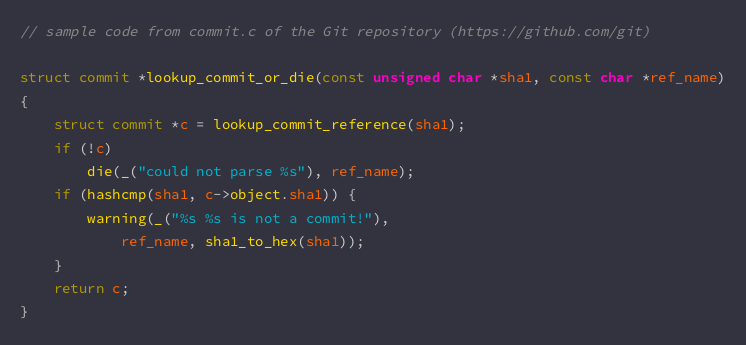 // sample code from commit.c of the Git repository (https://github.com/git)
struct commit *lookup_commit_or_die(const unsigned char *sha1, const char *ref_name)
{
    struct commit *c = lookup_commit_reference(sha1);
    if (!c)
        die(_("could not parse %s"), ref_name);
    if (hashcmp(sha1, c->object.sha1)) {
        warning(_("%s %s is not a commit!"),
            ref_name, sha1_to_hex(sha1));
    }
    return c;
}